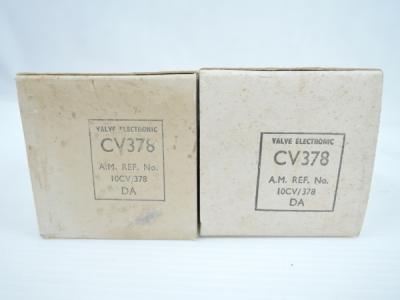 VALVE ELECTRONIC
CV378
A.M. REF. No.
10CV/378
DA
VALVE ELECTRONIC
CV378
A.M. REF. No.
10CV/378
DA